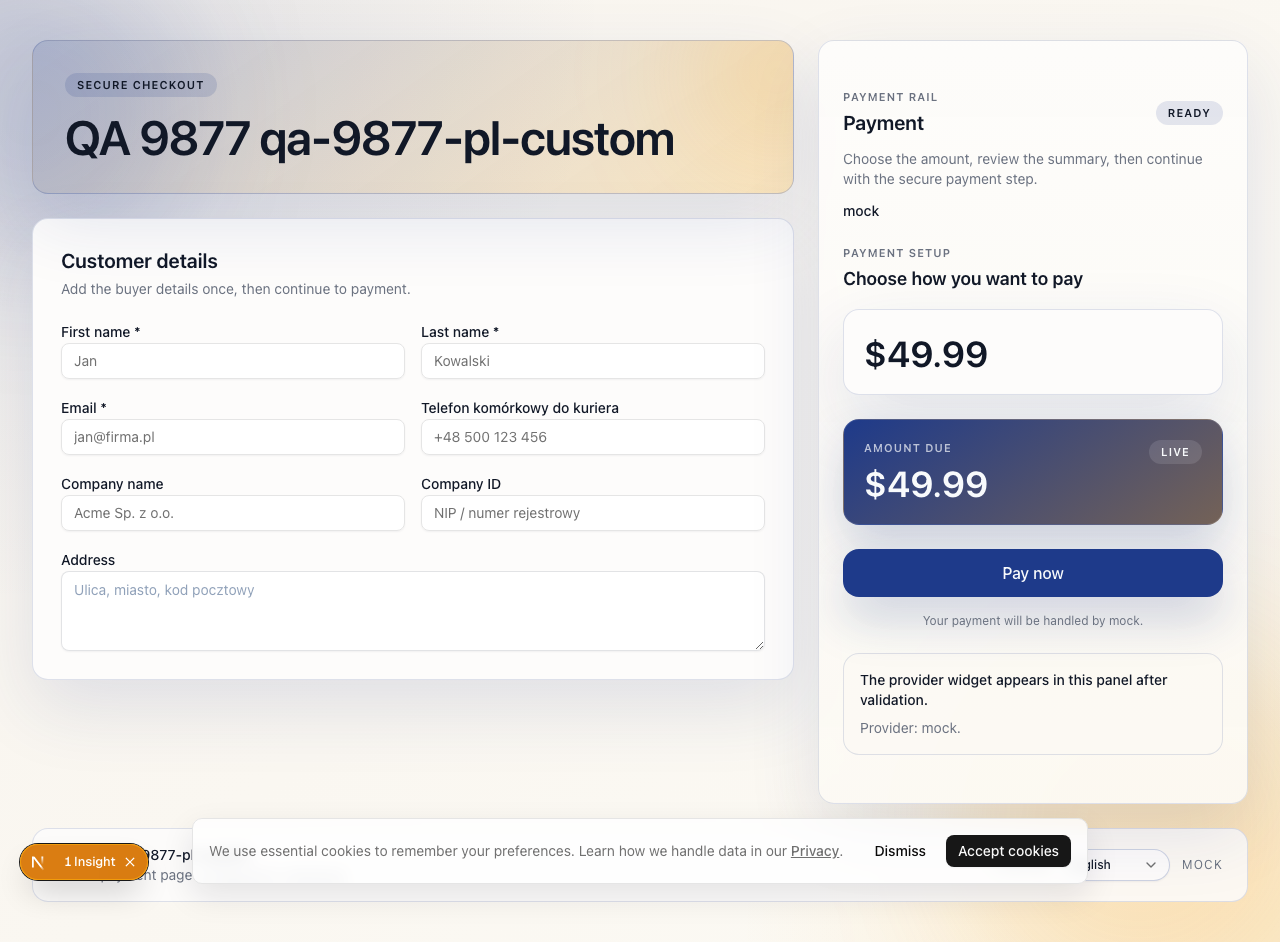 SECURE CHECKOUT
QA 9877 qa-9877-pl-custom
Customer details
Add the buyer details once, then continue to payment.
First name *
Last name *
Jan
Kowalski
Email *
Telefon komórkowy do kuriera
jan@firma.pl
+48 500 123 456
Company name
Company ID
Acme Sp. z o.o.
NIP / numer rejestrowy
Address
Ulica, miasto, kod pocztowy
PAYMENT RAIL
Payment
READY
Choose the amount, review the summary, then continue
with the secure payment step.
mock
PAYMENT SETUP
Choose how you want to pay
$49.99
AMOUNT DUE
LIVE
$49.99
Pay now
Your payment will be handled by mock.
The provider widget appears in this panel after
validation.
Provider: mock.
1 Insight
page
We use essential cookies to remember your preferences. Learn how we handle data in our Privacy.
Dismiss
Accept cookies
MOCK